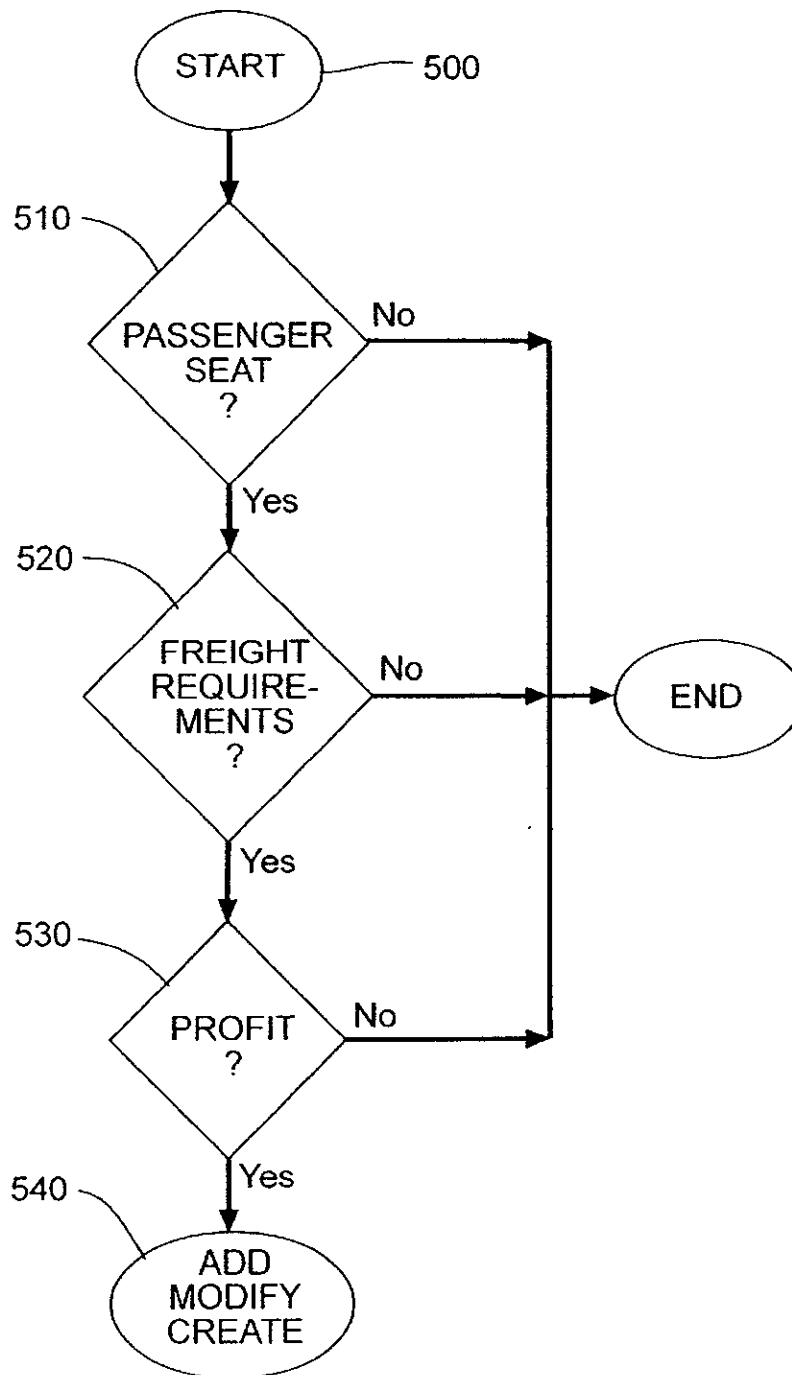 START
500
510
PASSENGER
SEAT
?
No
Yes
520
FREIGHT
REQUIRE-
MENTS
?
No
END
Yes
530
PROFIT
?
No
Yes
540
ADD
MODIFY
CREATE